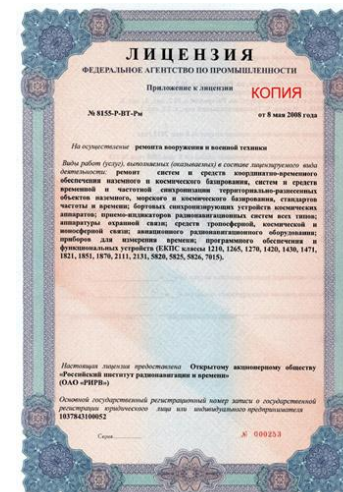 ЛИЦЕНЗИЯ
ФЕДЕРАЛЬНОЕ АГЕНТСТВО ПО ПРОМЫШЛЕННОСТИ
Приложение к лицензии
КОПИЯ
№ 8155-Р-ВТ-Рм от 8 мая 2008 года
На осуществление ремонта вооружения и военной техники
Виды работ (услуг), выполняемых (оказываемых) в составе лицензируемого вида
деятельности: ремонт систем и средств координатно-временного
обеспечения наземного и космического базирования, систем и средств
временной и частотной синхронизации территориально-разнесенных
объектов наземного, морского и космического базирования, стандартов
частоты и времени; бортовых синхронизирующих устройств космических
аппаратов; приемо-индикаторов радионавигационных систем всех типов;
аппаратуры охранной связи; средств тропосферной, космической и
ионосферной связи; авиационного радионавигационного оборудования;
приборов для измерения времени; программного обеспечения и
функциональных устройств (ЕКПС классы 1210, 1265, 1270, 1420, 1430, 1471,
1821, 1851, 1870, 2111, 2131, 5820, 5825, 5826, 7015).
Настоящая лицензия предоставлена Открытому акционерному обществу
«Российский институт радионавигации и времени»
(ОАО «РИРВ»)
Основной государственный регистрационный номер записи о государственной
регистрации юридического лица или индивидуального предпринимателя
1037843100052
Серия № 000253